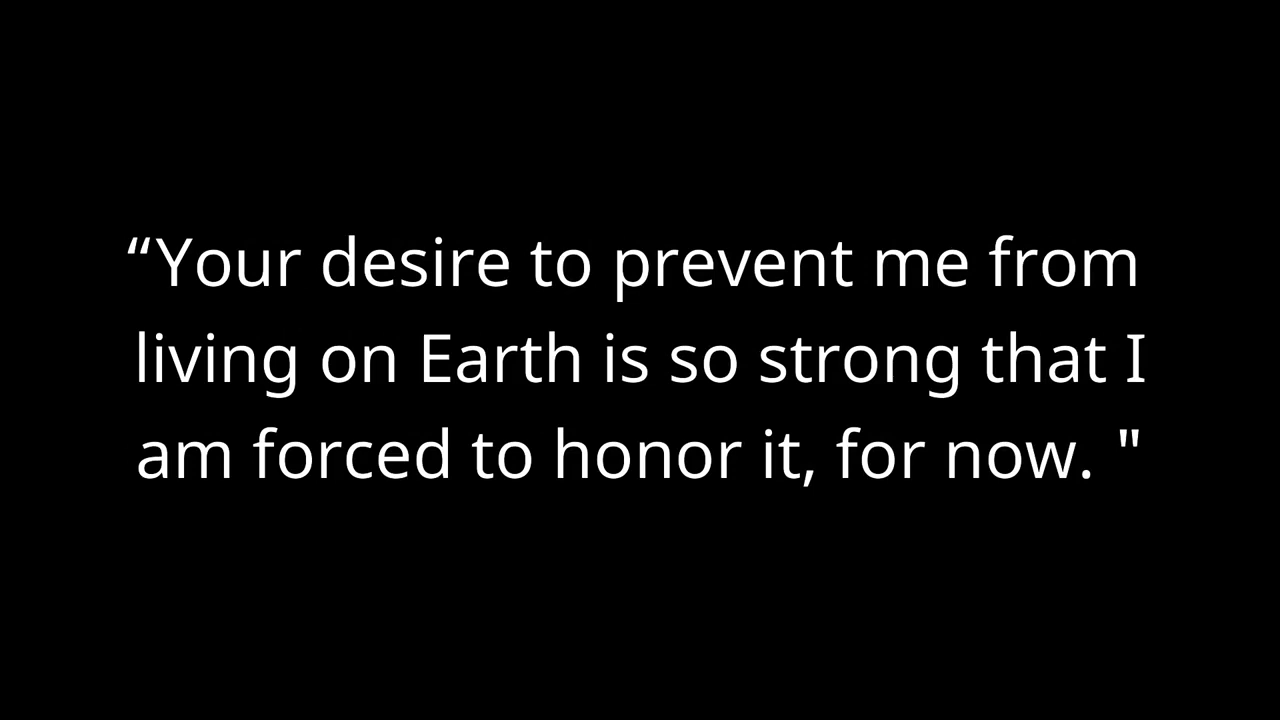 “Your desire to prevent me from
living on Earth is so strong that I
am forced to honor it, for now. "